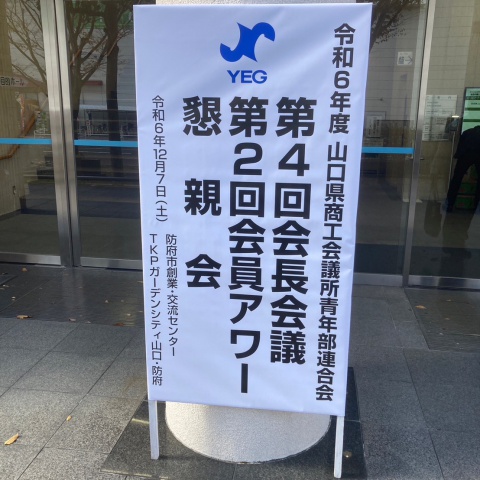 YEG
令和6年度 山口県商工会議所青年部連合会
第4回会長会議
第2回会員アワー
懇親会
令和6年12月7日(土)
防府市創業・交流センター
TKPガーデンシティ山口・防府